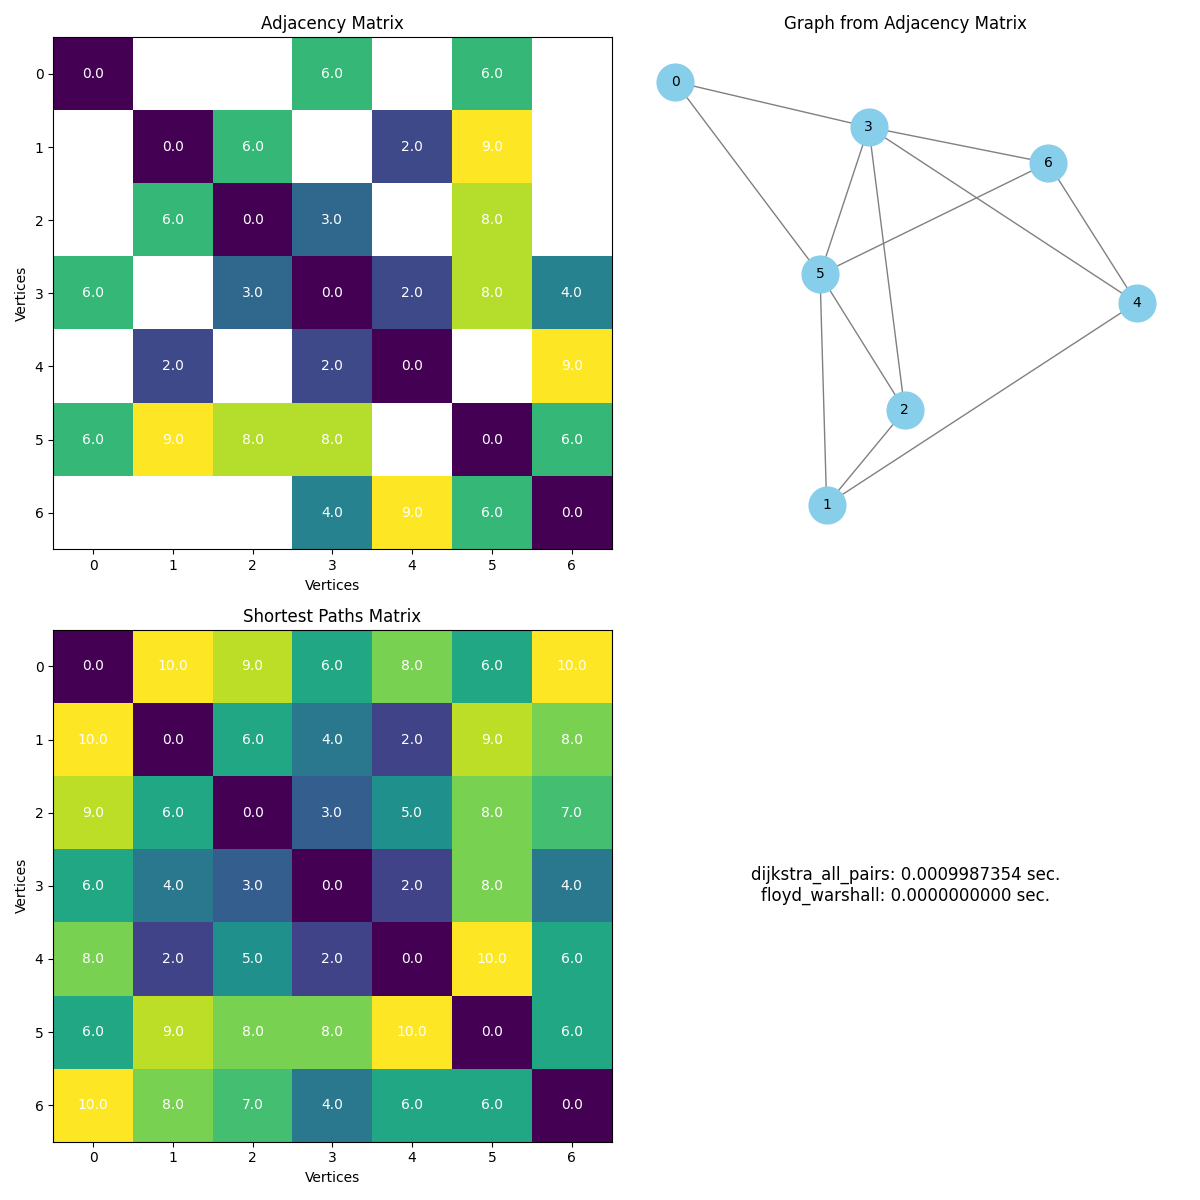 Adjacency Matrix
0 0.0 6.0 6.0
1 0.0 6.0 2.0 9.0
2 6.0 0.0 3.0 8.0
3 6.0 3.0 0.0 2.0 8.0 4.0
4 2.0 2.0 0.0 9.0
5 6.0 9.0 8.0 8.0 0.0 6.0
6 4.0 9.0 6.0 0.0
0 1 2 3 4 5 6
Vertices
Vertices
Graph from Adjacency Matrix
0
3
6
5
4
2
1
Shortest Paths Matrix
0 0.0 10.0 9.0 6.0 8.0 6.0 10.0
1 10.0 0.0 6.0 4.0 2.0 9.0 8.0
2 9.0 6.0 0.0 3.0 5.0 8.0 7.0
3 6.0 4.0 3.0 0.0 2.0 8.0 4.0
4 8.0 2.0 5.0 2.0 0.0 10.0 6.0
5 6.0 9.0 8.0 8.0 10.0 0.0 6.0
6 10.0 8.0 7.0 4.0 6.0 6.0 0.0
0 1 2 3 4 5 6
Vertices
Vertices
dijkstra_all_pairs: 0.0009987354 sec.
floyd_warshall: 0.0000000000 sec.